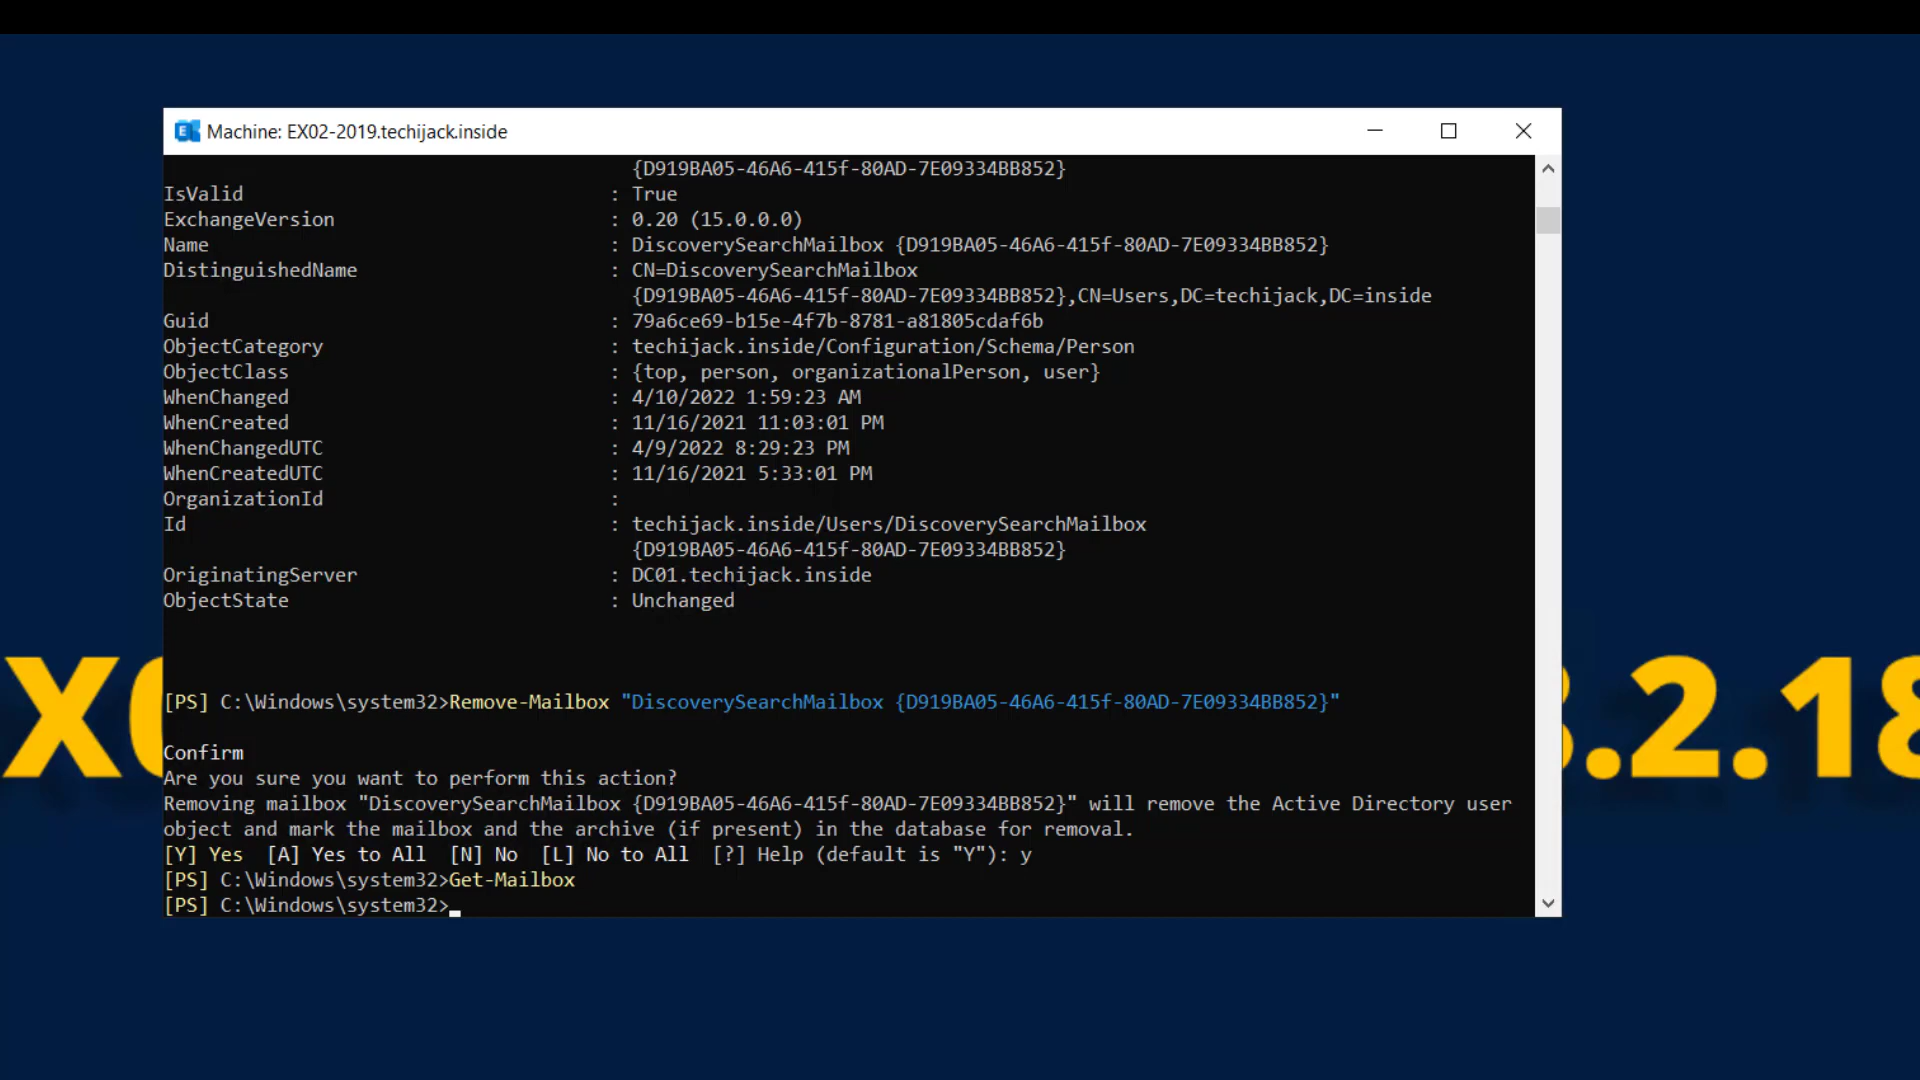 Machine: EX02-2019.techijack.inside
{D919BA05-46A6-415f-80AD-7E09334BB852}
IsValid : True
ExchangeVersion : 0.20 (15.0.0.0)
Name : DiscoverySearchMailbox {D919BA05-46A6-415f-80AD-7E09334BB852}
DistinguishedName : CN=DiscoverySearchMailbox
{D919BA05-46A6-415f-80AD-7E09334BB852},CN=Users,DC=techijack,DC=inside
Guid : 79a6ce69-b15e-4f7b-8781-a81805cdaf6b
ObjectCategory : techijack.inside/Configuration/Schema/Person
ObjectClass : {top, person, organizationalPerson, user}
WhenChanged : 4/10/2022 1:59:23 AM
WhenCreated : 11/16/2021 11:03:01 PM
WhenChangedUTC : 4/9/2022 8:29:23 PM
WhenCreatedUTC : 11/16/2021 5:33:01 PM
OrganizationId :
Id : techijack.inside/Users/DiscoverySearchMailbox
{D919BA05-46A6-415f-80AD-7E09334BB852}
OriginatingServer : DC01.techijack.inside
ObjectState : Unchanged
[PS] C:\Windows\system32>Remove-Mailbox "DiscoverySearchMailbox {D919BA05-46A6-415f-80AD-7E09334BB852}"
Confirm
Are you sure you want to perform this action?
Removing mailbox "DiscoverySearchMailbox {D919BA05-46A6-415f-80AD-7E09334BB852}" will remove the Active Directory user
object and mark the mailbox and the archive (if present) in the database for removal.
[Y] Yes [A] Yes to All [N] No [L] No to All [?] Help (default is "Y"): y
[PS] C:\Windows\system32>Get-Mailbox
[PS] C:\Windows\system32>
X
.2.18